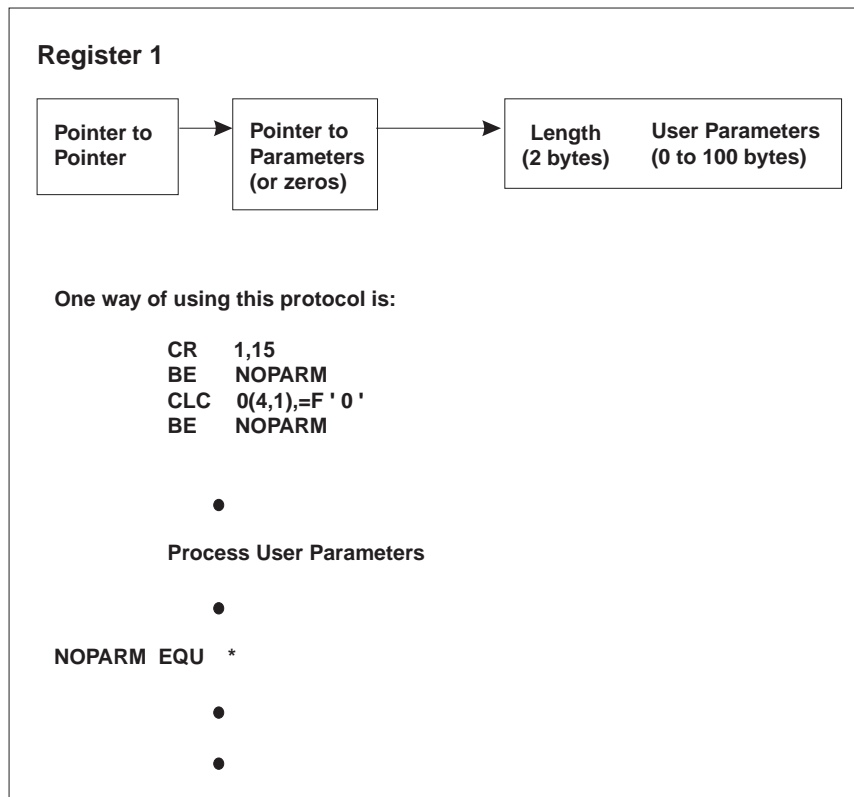 Register 1
Pointer to
Pointer
Pointer to
Parameters
(or zeros)
Length
(2 bytes)
User Parameters
(0 to 100 bytes)
One way of using this protocol is:
CR 1,15
BE NOPARM
CLC 0(4,1),=F ' 0 '
BE NOPARM
Process User Parameters
NOPARM EQU *